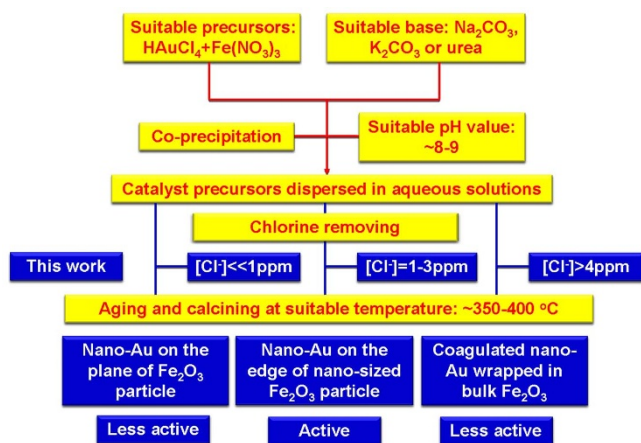 Suitable precursors:
HAuCl₄+Fe(NO₃)₃
Suitable base: Na₂CO₃,
K₂CO₃ or urea
Co-precipitation
Suitable pH value:
~8-9
Catalyst precursors dispersed in aqueous solutions
Chlorine removing
This work
[Cl⁻]<<1ppm
[Cl⁻]=1-3ppm
[Cl⁻]>4ppm
Aging and calcining at suitable temperature: ~350-400 ºC
Nano-Au on the
plane of Fe₂O₃
particle
Nano-Au on the
edge of nano-sized
Fe₂O₃ particle
Coagulated nano-
Au wrapped in
bulk Fe₂O₃
Less active
Active
Less active